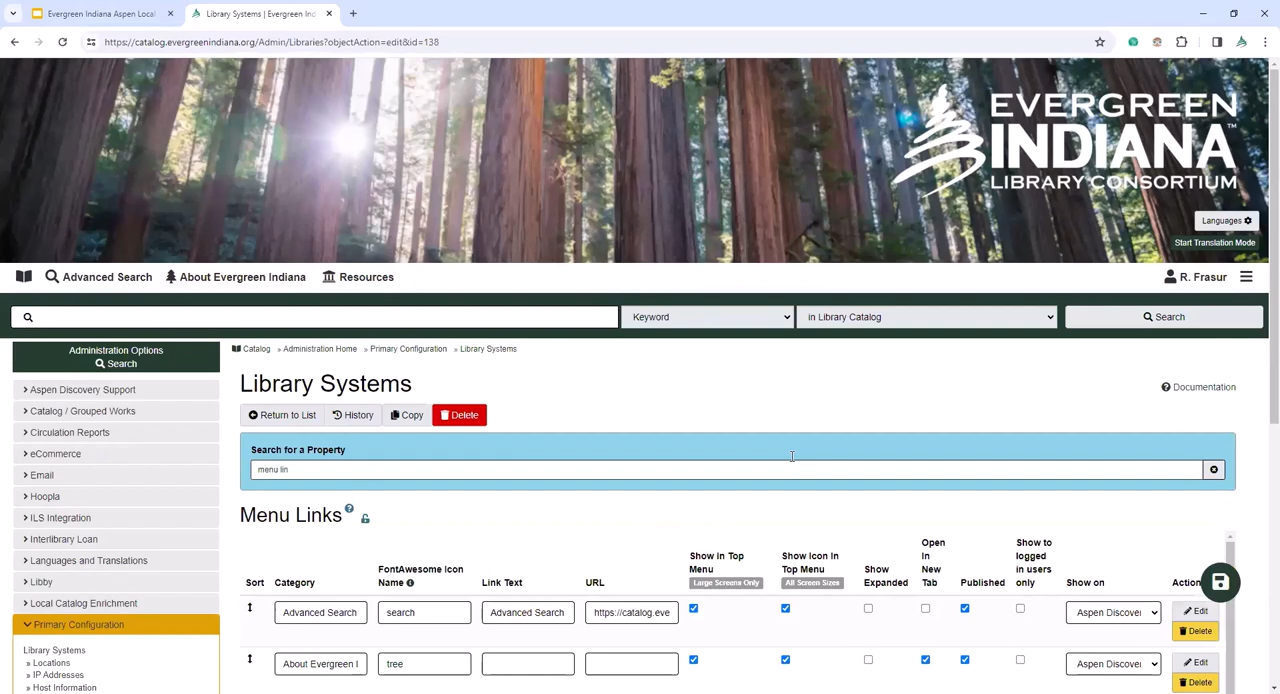 Evergreen Indiana Aspen Local
Library Systems | Evergreen Ind
https://catalog.evergreenindiana.org/Admin/Libraries?objectAction=edit&id=138
EVERGREEN
INDIANA™
LIBRARY CONSORTIUM
Languages
Start Translation Mode
Advanced Search
About Evergreen Indiana
Resources
R. Frasur
Keyword
in Library Catalog
Search
Administration Options
Search
Catalog » Administration Home » Primary Configuration » Library Systems
Library Systems
Documentation
Return to List
History
Copy
Delete
Search for a Property
menu lin
Aspen Discovery Support
Catalog / Grouped Works
Circulation Reports
eCommerce
Email
Hoopla
ILS Integration
Interlibrary Loan
Languages and Translations
Libby
Local Catalog Enrichment
Primary Configuration
Library Systems
» Locations
» IP Addresses
» Host Information
Menu Links
Sort
Category
FontAwesome Icon Name
Link Text
URL
Show in Top Menu
Large Screens Only
Show Icon in Top Menu
All Screen Sizes
Show Expanded
Open In New Tab
Published
Show to logged in users only
Show on
Action
Advanced Search
search
Advanced Search
https://catalog.eve
Aspen Discover
Edit
Delete
About Evergreen I
tree
Aspen Discover
Edit
Delete